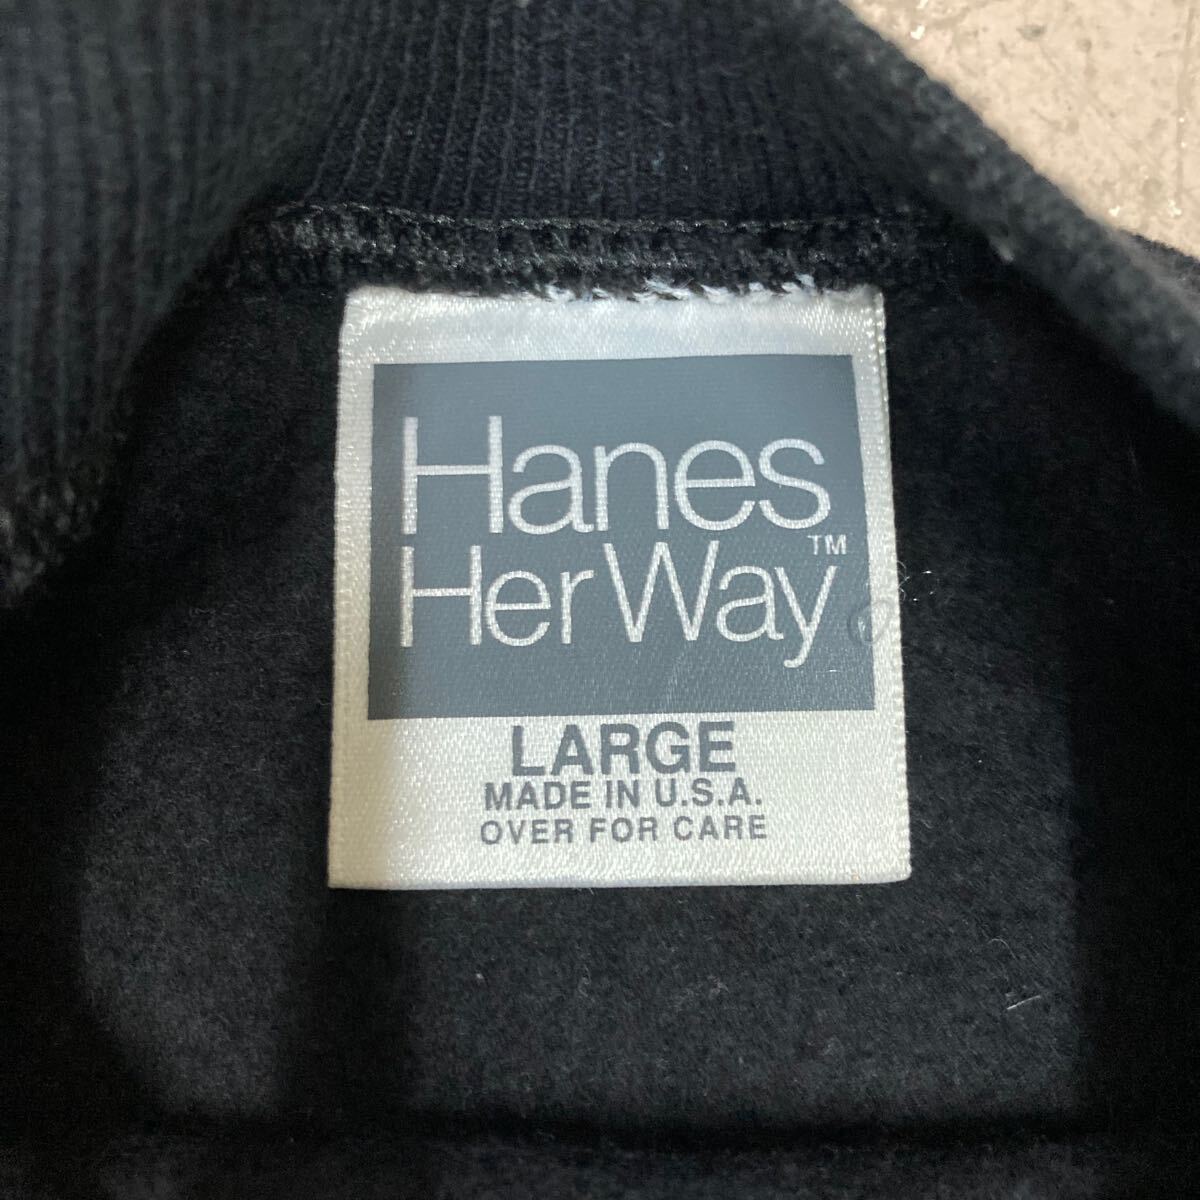 Hanes
Her Way™
LARGE
MADE IN U.S.A.
OVER FOR CARE